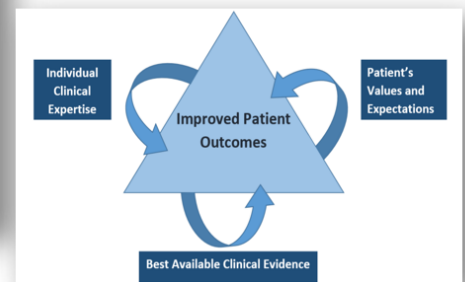 Individual
Clinical
Expertise
Patient's
Values and
Expectations
Improved Patient
Outcomes
Best Available Clinical Evidence